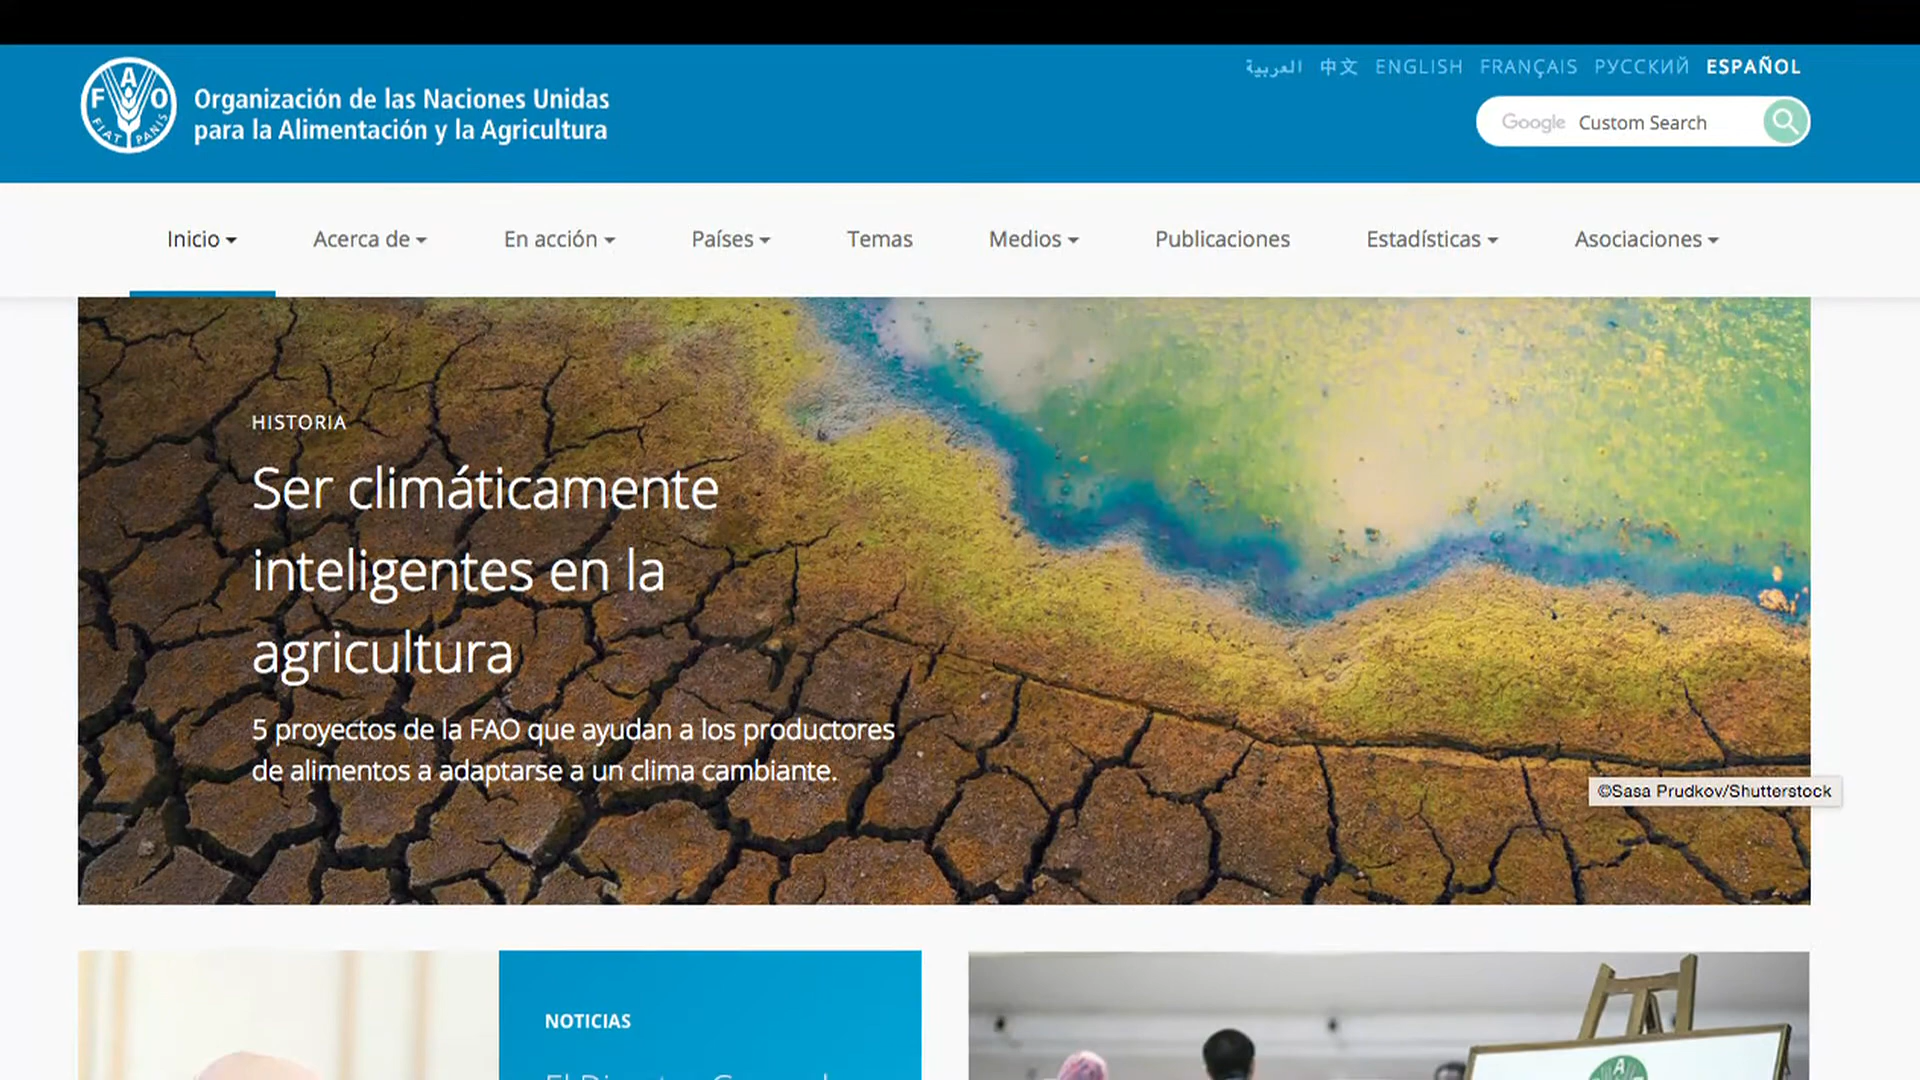 العربية 中文 ENGLISH FRANÇAIS РУССКИЙ ESPAÑOL
F A O
FIAT PANIS
Organización de las Naciones Unidas
para la Alimentación y la Agricultura
Google Custom Search
Inicio Acerca de En acción Países Temas Medios Publicaciones Estadísticas Asociaciones
HISTORIA
Ser climáticamente
inteligentes en la
agricultura
5 proyectos de la FAO que ayudan a los productores
de alimentos a adaptarse a un clima cambiante.
©Sasa Prudkov/Shutterstock
NOTICIAS